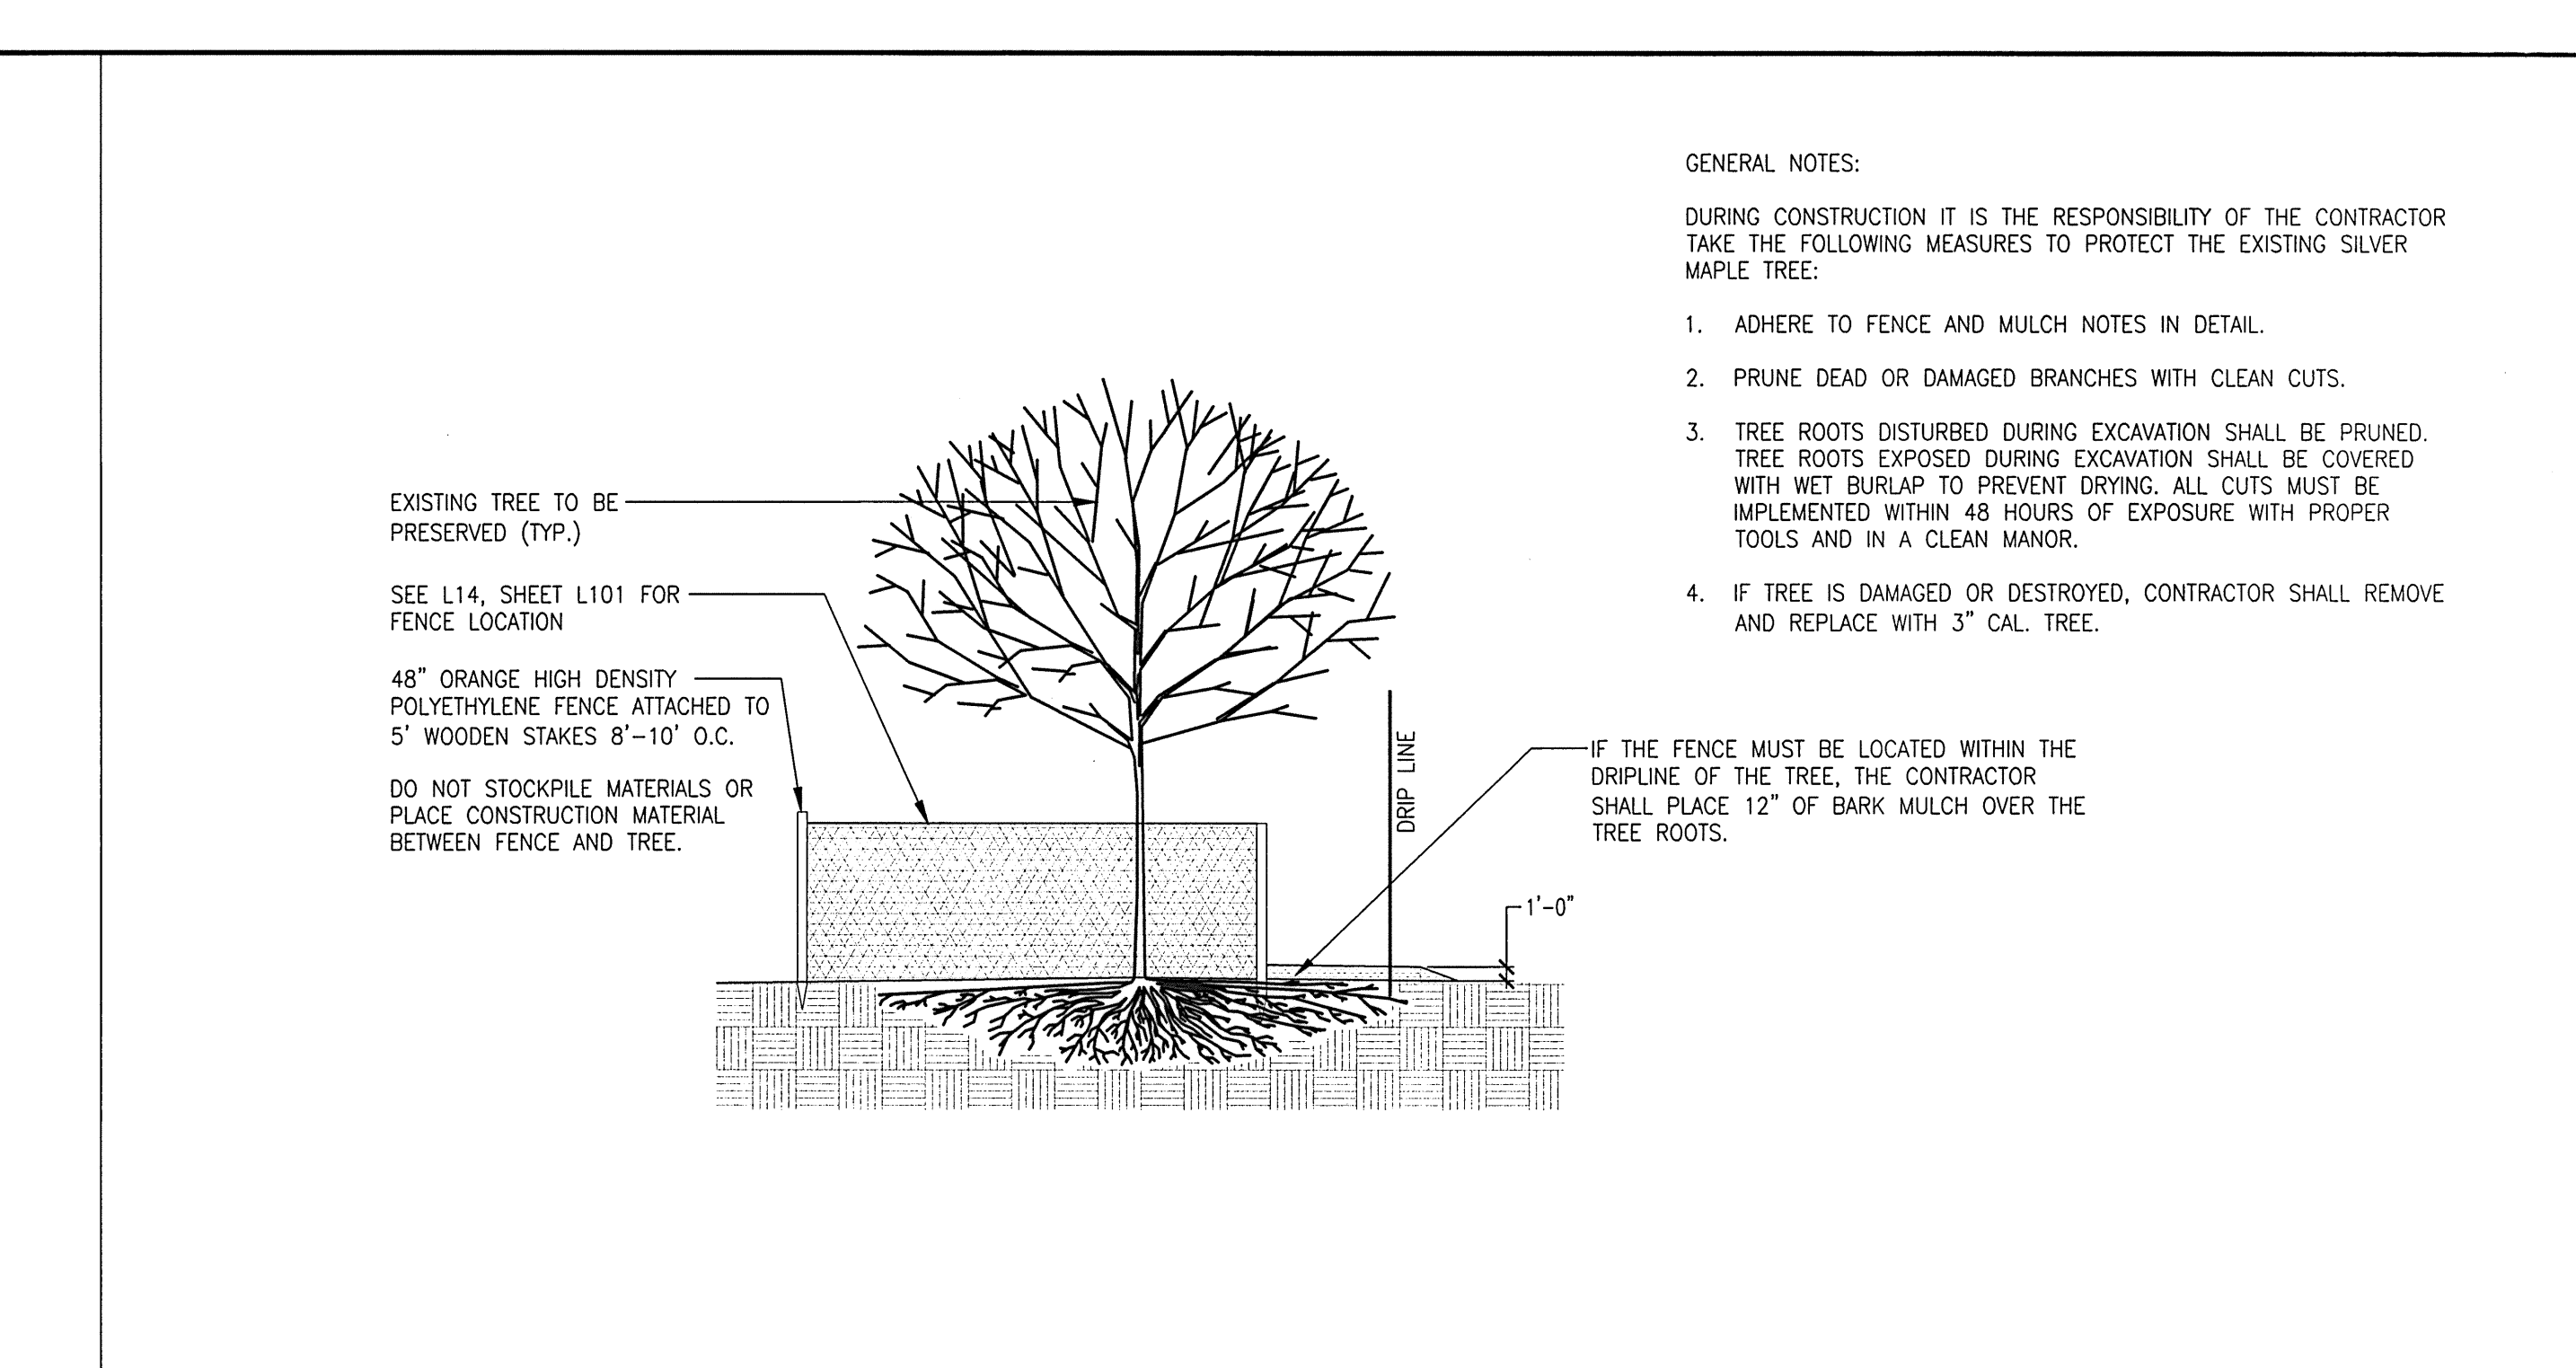 GENERAL NOTES:
DURING CONSTRUCTION IT IS THE RESPONSIBILITY OF THE CONTRACTOR
TAKE THE FOLLOWING MEASURES TO PROTECT THE EXISTING SILVER
MAPLE TREE:
1. ADHERE TO FENCE AND MULCH NOTES IN DETAIL.
2. PRUNE DEAD OR DAMAGED BRANCHES WITH CLEAN CUTS.
3. TREE ROOTS DISTURBED DURING EXCAVATION SHALL BE PRUNED.
TREE ROOTS EXPOSED DURING EXCAVATION SHALL BE COVERED
WITH WET BURLAP TO PREVENT DRYING. ALL CUTS MUST BE
IMPLEMENTED WITHIN 48 HOURS OF EXPOSURE WITH PROPER
TOOLS AND IN A CLEAN MANOR.
4. IF TREE IS DAMAGED OR DESTROYED, CONTRACTOR SHALL REMOVE
AND REPLACE WITH 3" CAL. TREE.
EXISTING TREE TO BE
PRESERVED (TYP.)
SEE L14, SHEET L101 FOR
FENCE LOCATION
48" ORANGE HIGH DENSITY
POLYETHYLENE FENCE ATTACHED TO
5' WOODEN STAKES 8'-10' O.C.
DO NOT STOCKPILE MATERIALS OR
PLACE CONSTRUCTION MATERIAL
BETWEEN FENCE AND TREE.
DRIP LINE
IF THE FENCE MUST BE LOCATED WITHIN THE
DRIPLINE OF THE TREE, THE CONTRACTOR
SHALL PLACE 12" OF BARK MULCH OVER THE
TREE ROOTS.
1'-0"